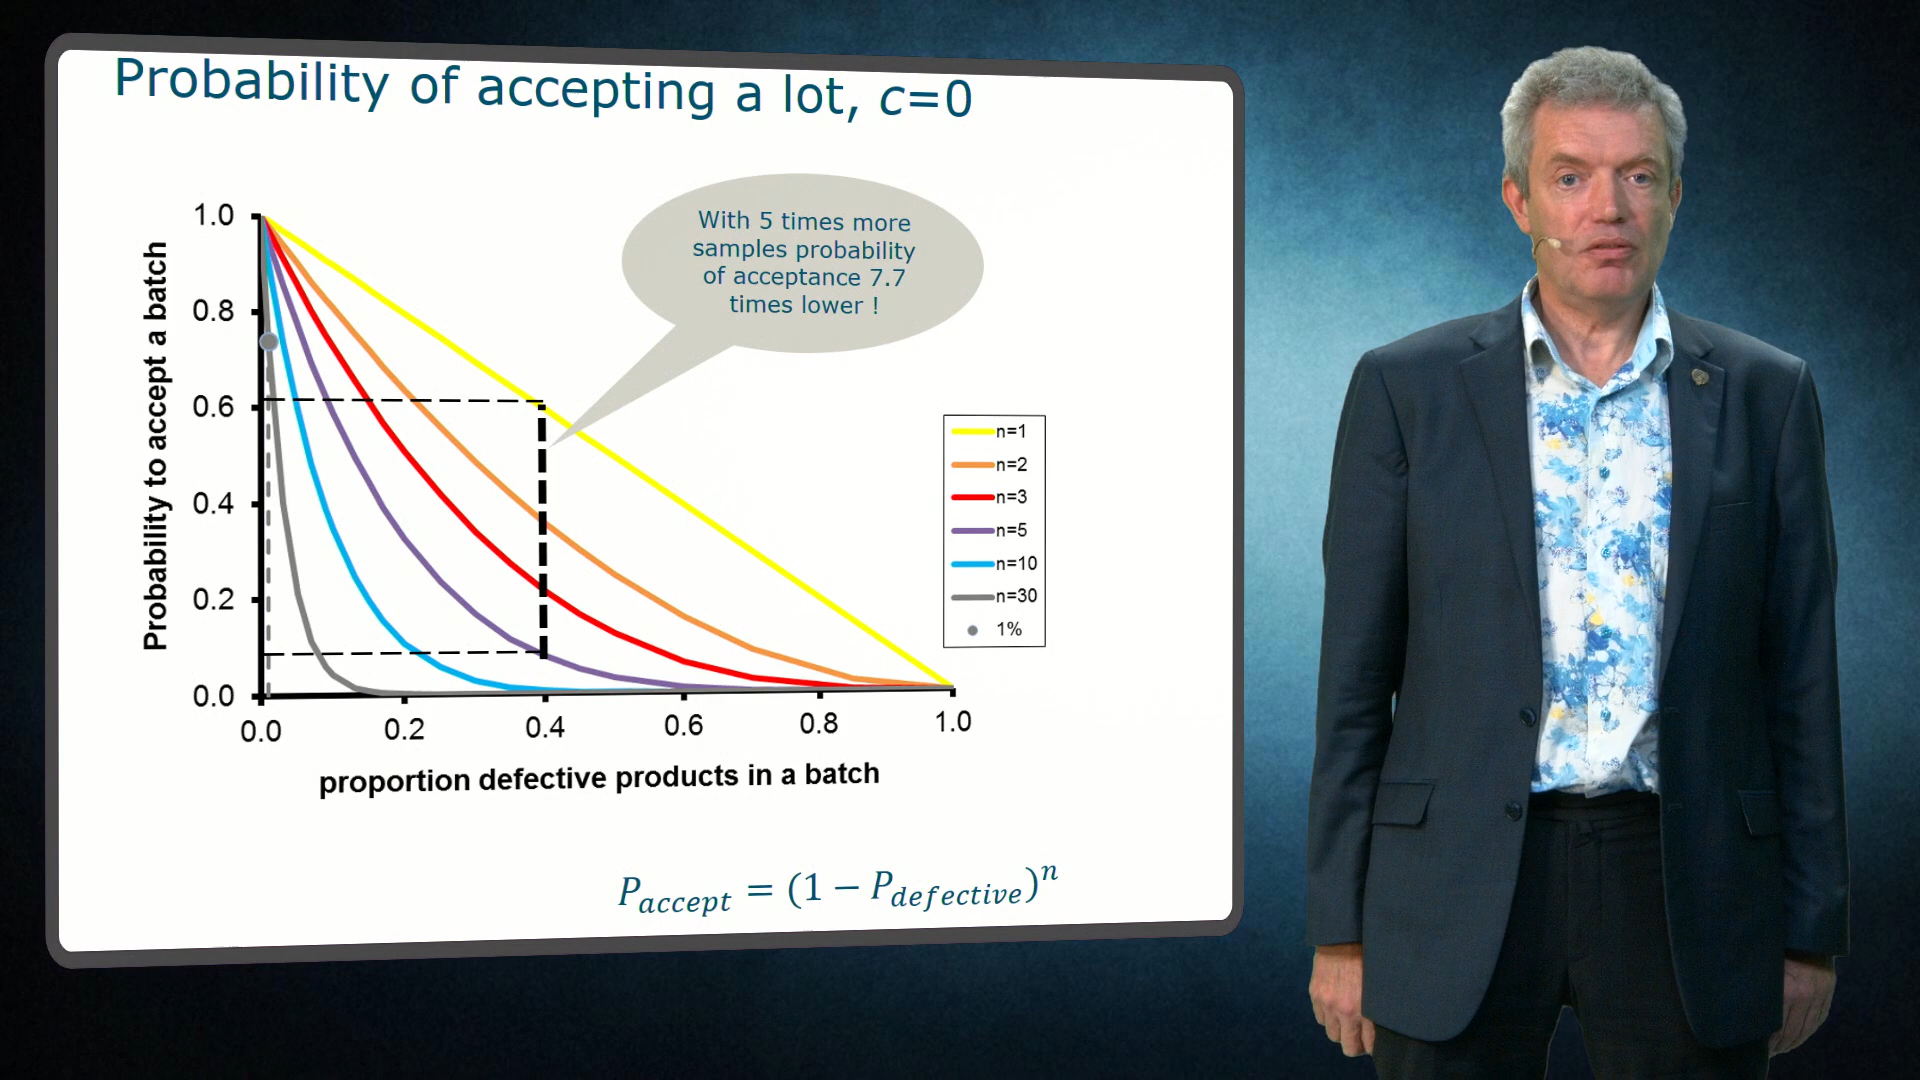 Probability of accepting a lot, c=0
With 5 times more
samples probability
of acceptance 7.7
times lower !
Probability to accept a batch
1.0
0.8
0.6
0.4
0.2
0.0
0.0 0.2 0.4 0.6 0.8 1.0
proportion defective products in a batch
n=1
n=2
n=3
n=5
n=10
n=30
1%
P_accept = (1 − P_defective)^n